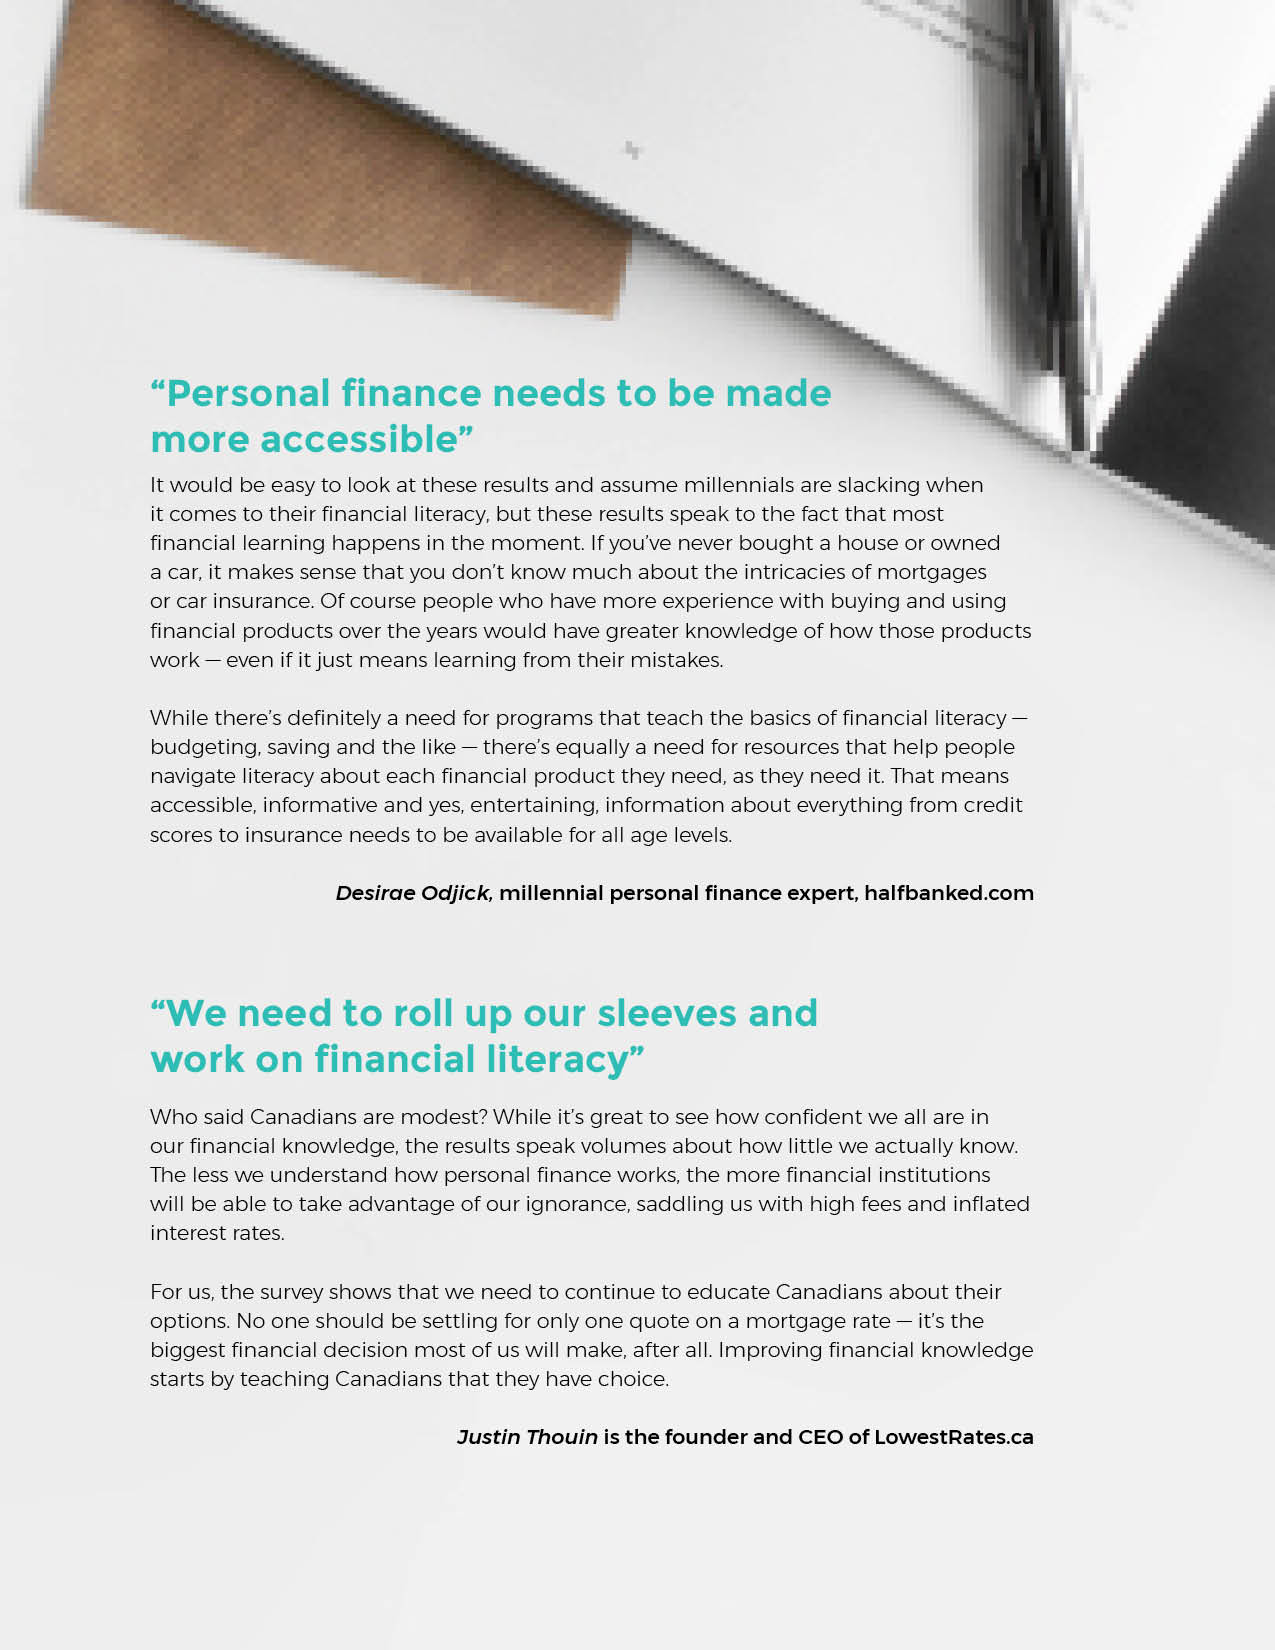 “Personal finance needs to be made
more accessible”
It would be easy to look at these results and assume millennials are slacking when
it comes to their financial literacy, but these results speak to the fact that most
financial learning happens in the moment. If you’ve never bought a house or owned
a car, it makes sense that you don’t know much about the intricacies of mortgages
or car insurance. Of course people who have more experience with buying and using
financial products over the years would have greater knowledge of how those products
work — even if it just means learning from their mistakes.
While there’s definitely a need for programs that teach the basics of financial literacy —
budgeting, saving and the like — there’s equally a need for resources that help people
navigate literacy about each financial product they need, as they need it. That means
accessible, informative and yes, entertaining, information about everything from credit
scores to insurance needs to be available for all age levels.
Desirae Odjick, millennial personal finance expert, halfbanked.com
“We need to roll up our sleeves and
work on financial literacy”
Who said Canadians are modest? While it’s great to see how confident we all are in
our financial knowledge, the results speak volumes about how little we actually know.
The less we understand how personal finance works, the more financial institutions
will be able to take advantage of our ignorance, saddling us with high fees and inflated
interest rates.
For us, the survey shows that we need to continue to educate Canadians about their
options. No one should be settling for only one quote on a mortgage rate — it’s the
biggest financial decision most of us will make, after all. Improving financial knowledge
starts by teaching Canadians that they have choice.
Justin Thouin is the founder and CEO of LowestRates.ca